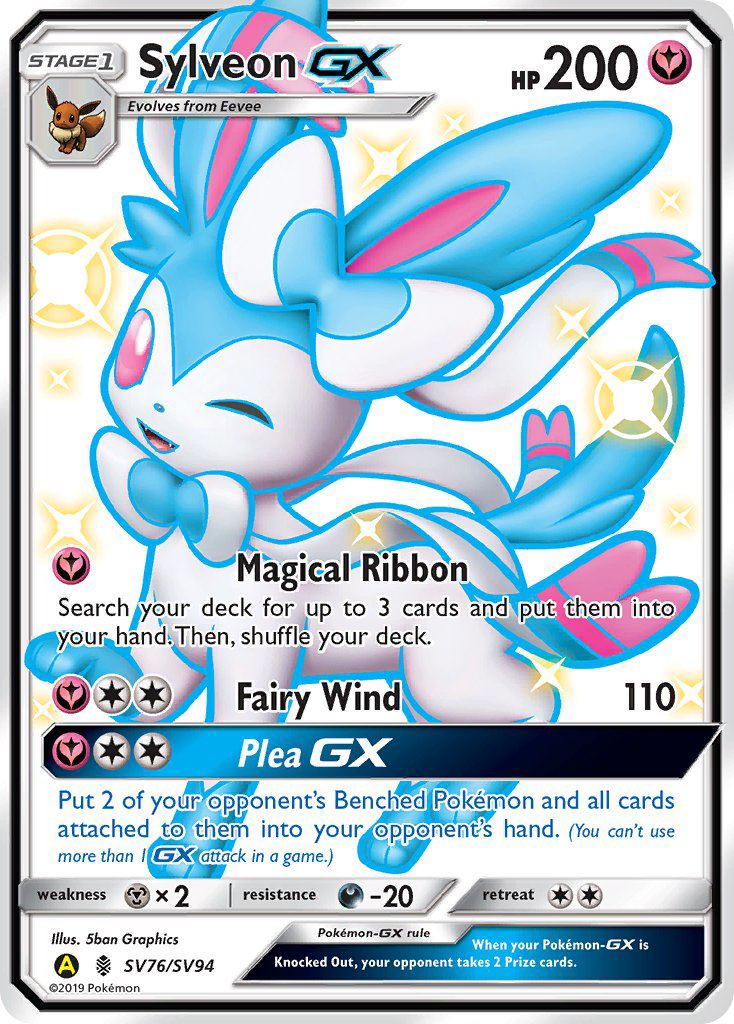 STAGE 1 Sylveon GX HP 200
Evolves from Eevee
Magical Ribbon
Search your deck for up to 3 cards and put them into
your hand. Then, shuffle your deck.
Fairy Wind 110
Plea GX
Put 2 of your opponent's Benched Pokémon and all cards
attached to them into your opponent's hand. (You can't use
more than 1 GX attack in a game.)
weakness ×2 resistance -20 retreat
Illus. 5ban Graphics
Pokémon-GX rule
When your Pokémon-GX is
Knocked Out, your opponent takes 2 Prize cards.
A SV76/SV94
©2019 Pokémon